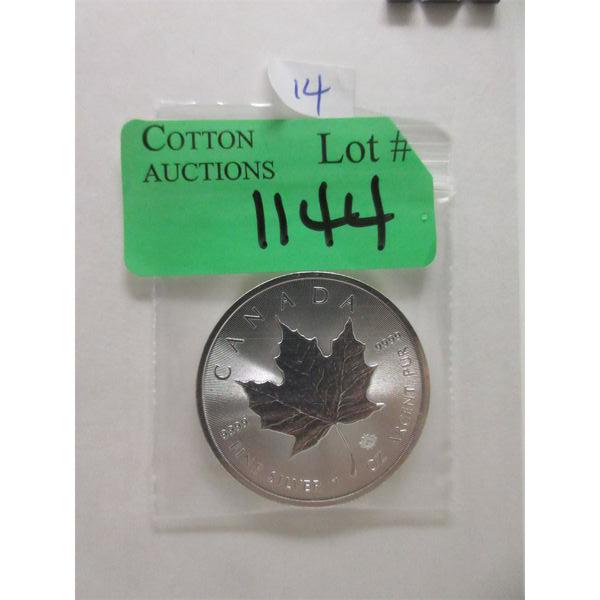 14
COTTON AUCTIONS
Lot #
1144
CANADA
9999
9999
FINE SILVER 1 OZ ARGENT PUR